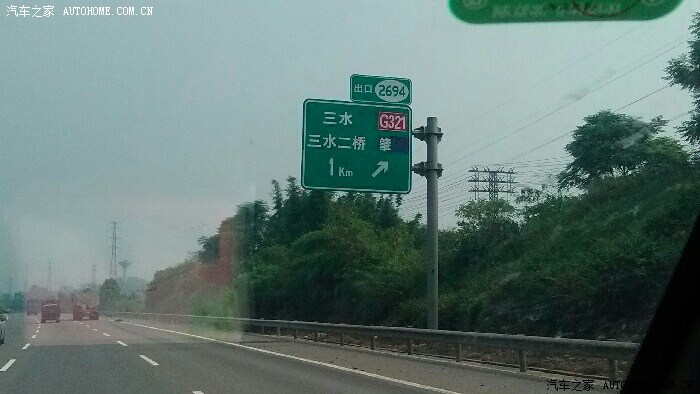 汽车之家 AUTOHOME.COM.CN
出口 2694
三水 G321
三水二桥 肇
1 Km
汽车之家